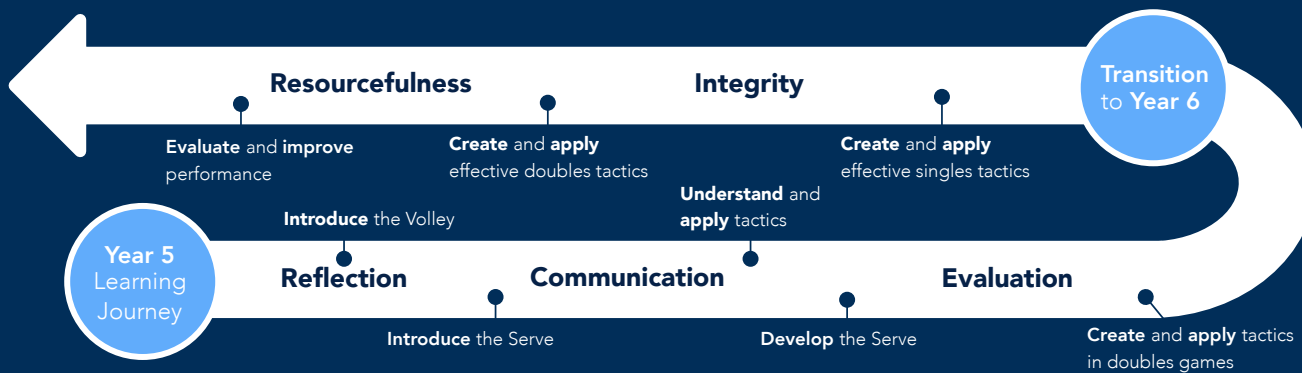 Resourcefulness
Integrity
Transition
to Year 6
Evaluate and improve
performance
Create and apply
effective doubles tactics
Create and apply
effective singles tactics
Understand and
apply tactics
Introduce the Volley
Year 5
Learning
Journey
Reflection
Communication
Evaluation
Introduce the Serve
Develop the Serve
Create and apply tactics
in doubles games